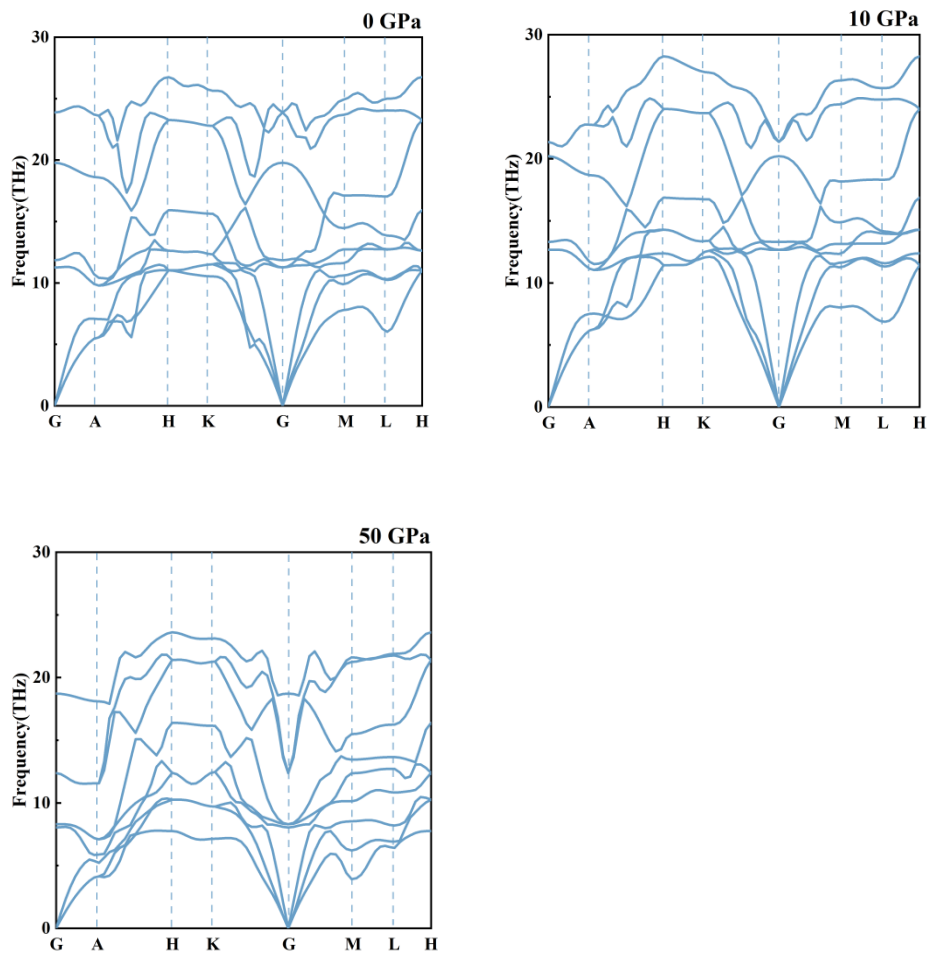 0 GPa
30
20
10
0
Frequency(THz)
G A H K G M L H
10 GPa
30
20
10
0
Frequency(THz)
G A H K G M L H
50 GPa
30
20
10
0
Frequency(THz)
G A H K G M L H